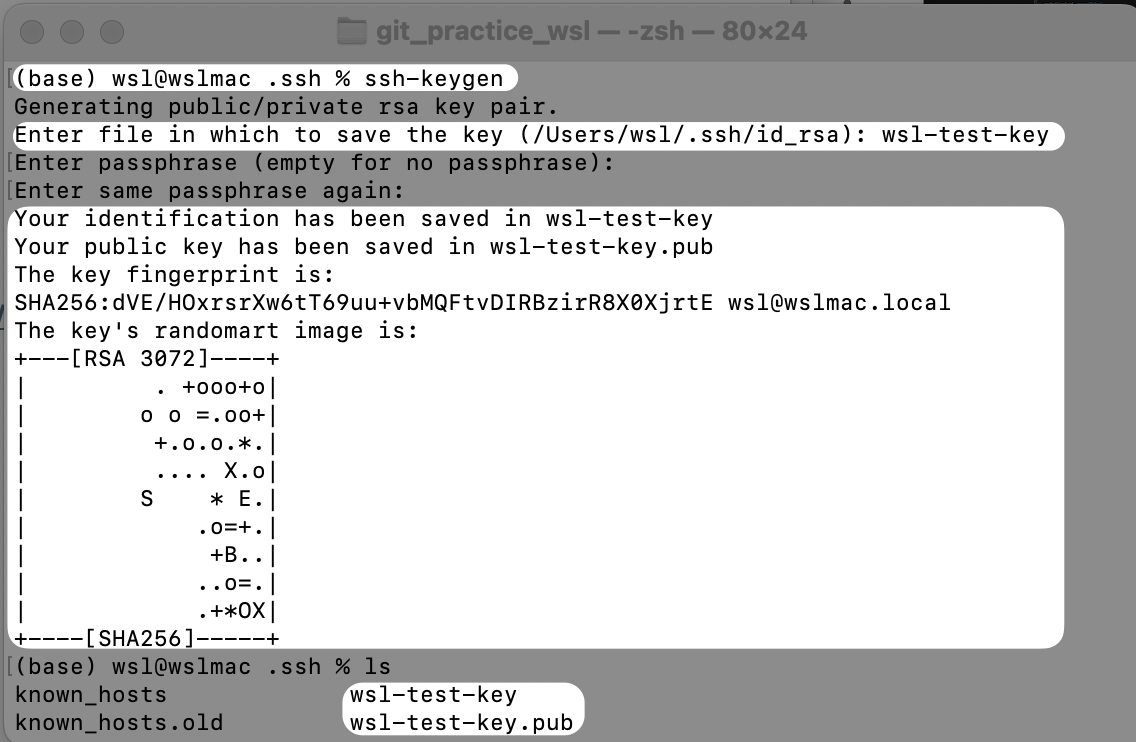 git_practice_wsl — -zsh — 80×24
[(base) wsl@wslmac .ssh % ssh-keygen
Generating public/private rsa key pair.
Enter file in which to save the key (/Users/wsl/.ssh/id_rsa): wsl-test-key
[Enter passphrase (empty for no passphrase):
[Enter same passphrase again:
Your identification has been saved in wsl-test-key
Your public key has been saved in wsl-test-key.pub
The key fingerprint is:
SHA256:dVE/HOxrsrXw6tT69uu+vbMQFtvDIRBzirR8X0XjrtE wsl@wslmac.local
The key's randomart image is:
+---[RSA 3072]----+
|          . +ooo+o|
|         o o =.oo+|
|          +.o.o.*.|
|          .... X.o|
|         S    * E.|
|             .o=+.|
|              +B..|
|             ..o=.|
|             .+*OX|
+----[SHA256]-----+
[(base) wsl@wslmac .ssh % ls
known_hosts             wsl-test-key
known_hosts.old         wsl-test-key.pub